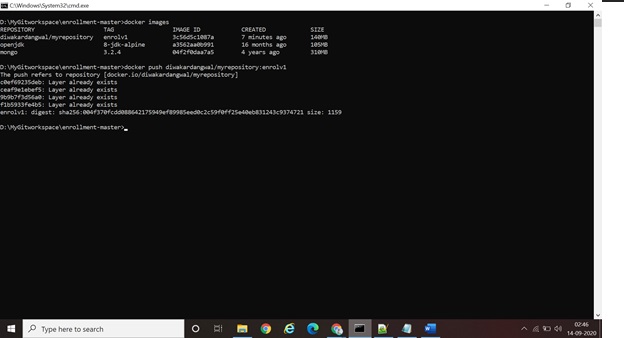 C:\Windows\System32\cmd.exe
D:\MyGitworkspace\enrollment-master>docker images
REPOSITORY TAG IMAGE ID CREATED SIZE
diwakardangwal/myrepository enrolv1 3c56d5c1087a 7 minutes ago 140MB
openjdk 8-jdk-alpine a3562aa0b991 16 months ago 105MB
mongo 3.2.4 04f2f0daa7a5 4 years ago 310MB
D:\MyGitworkspace\enrollment-master>docker push diwakardangwal/myrepository:enrolv1
The push refers to repository [docker.io/diwakardangwal/myrepository]
c0ef69235deb: Layer already exists
ceaf9e1ebef5: Layer already exists
9b9b7f3d56a0: Layer already exists
f1b5933fe4b5: Layer already exists
enrolv1: digest: sha256:004f370fcdd088642175949ef89985eed0c2c59f0ff25e40eb831243c9374721 size: 1159
D:\MyGitworkspace\enrollment-master>
Type here to search
02:46
14-09-2020